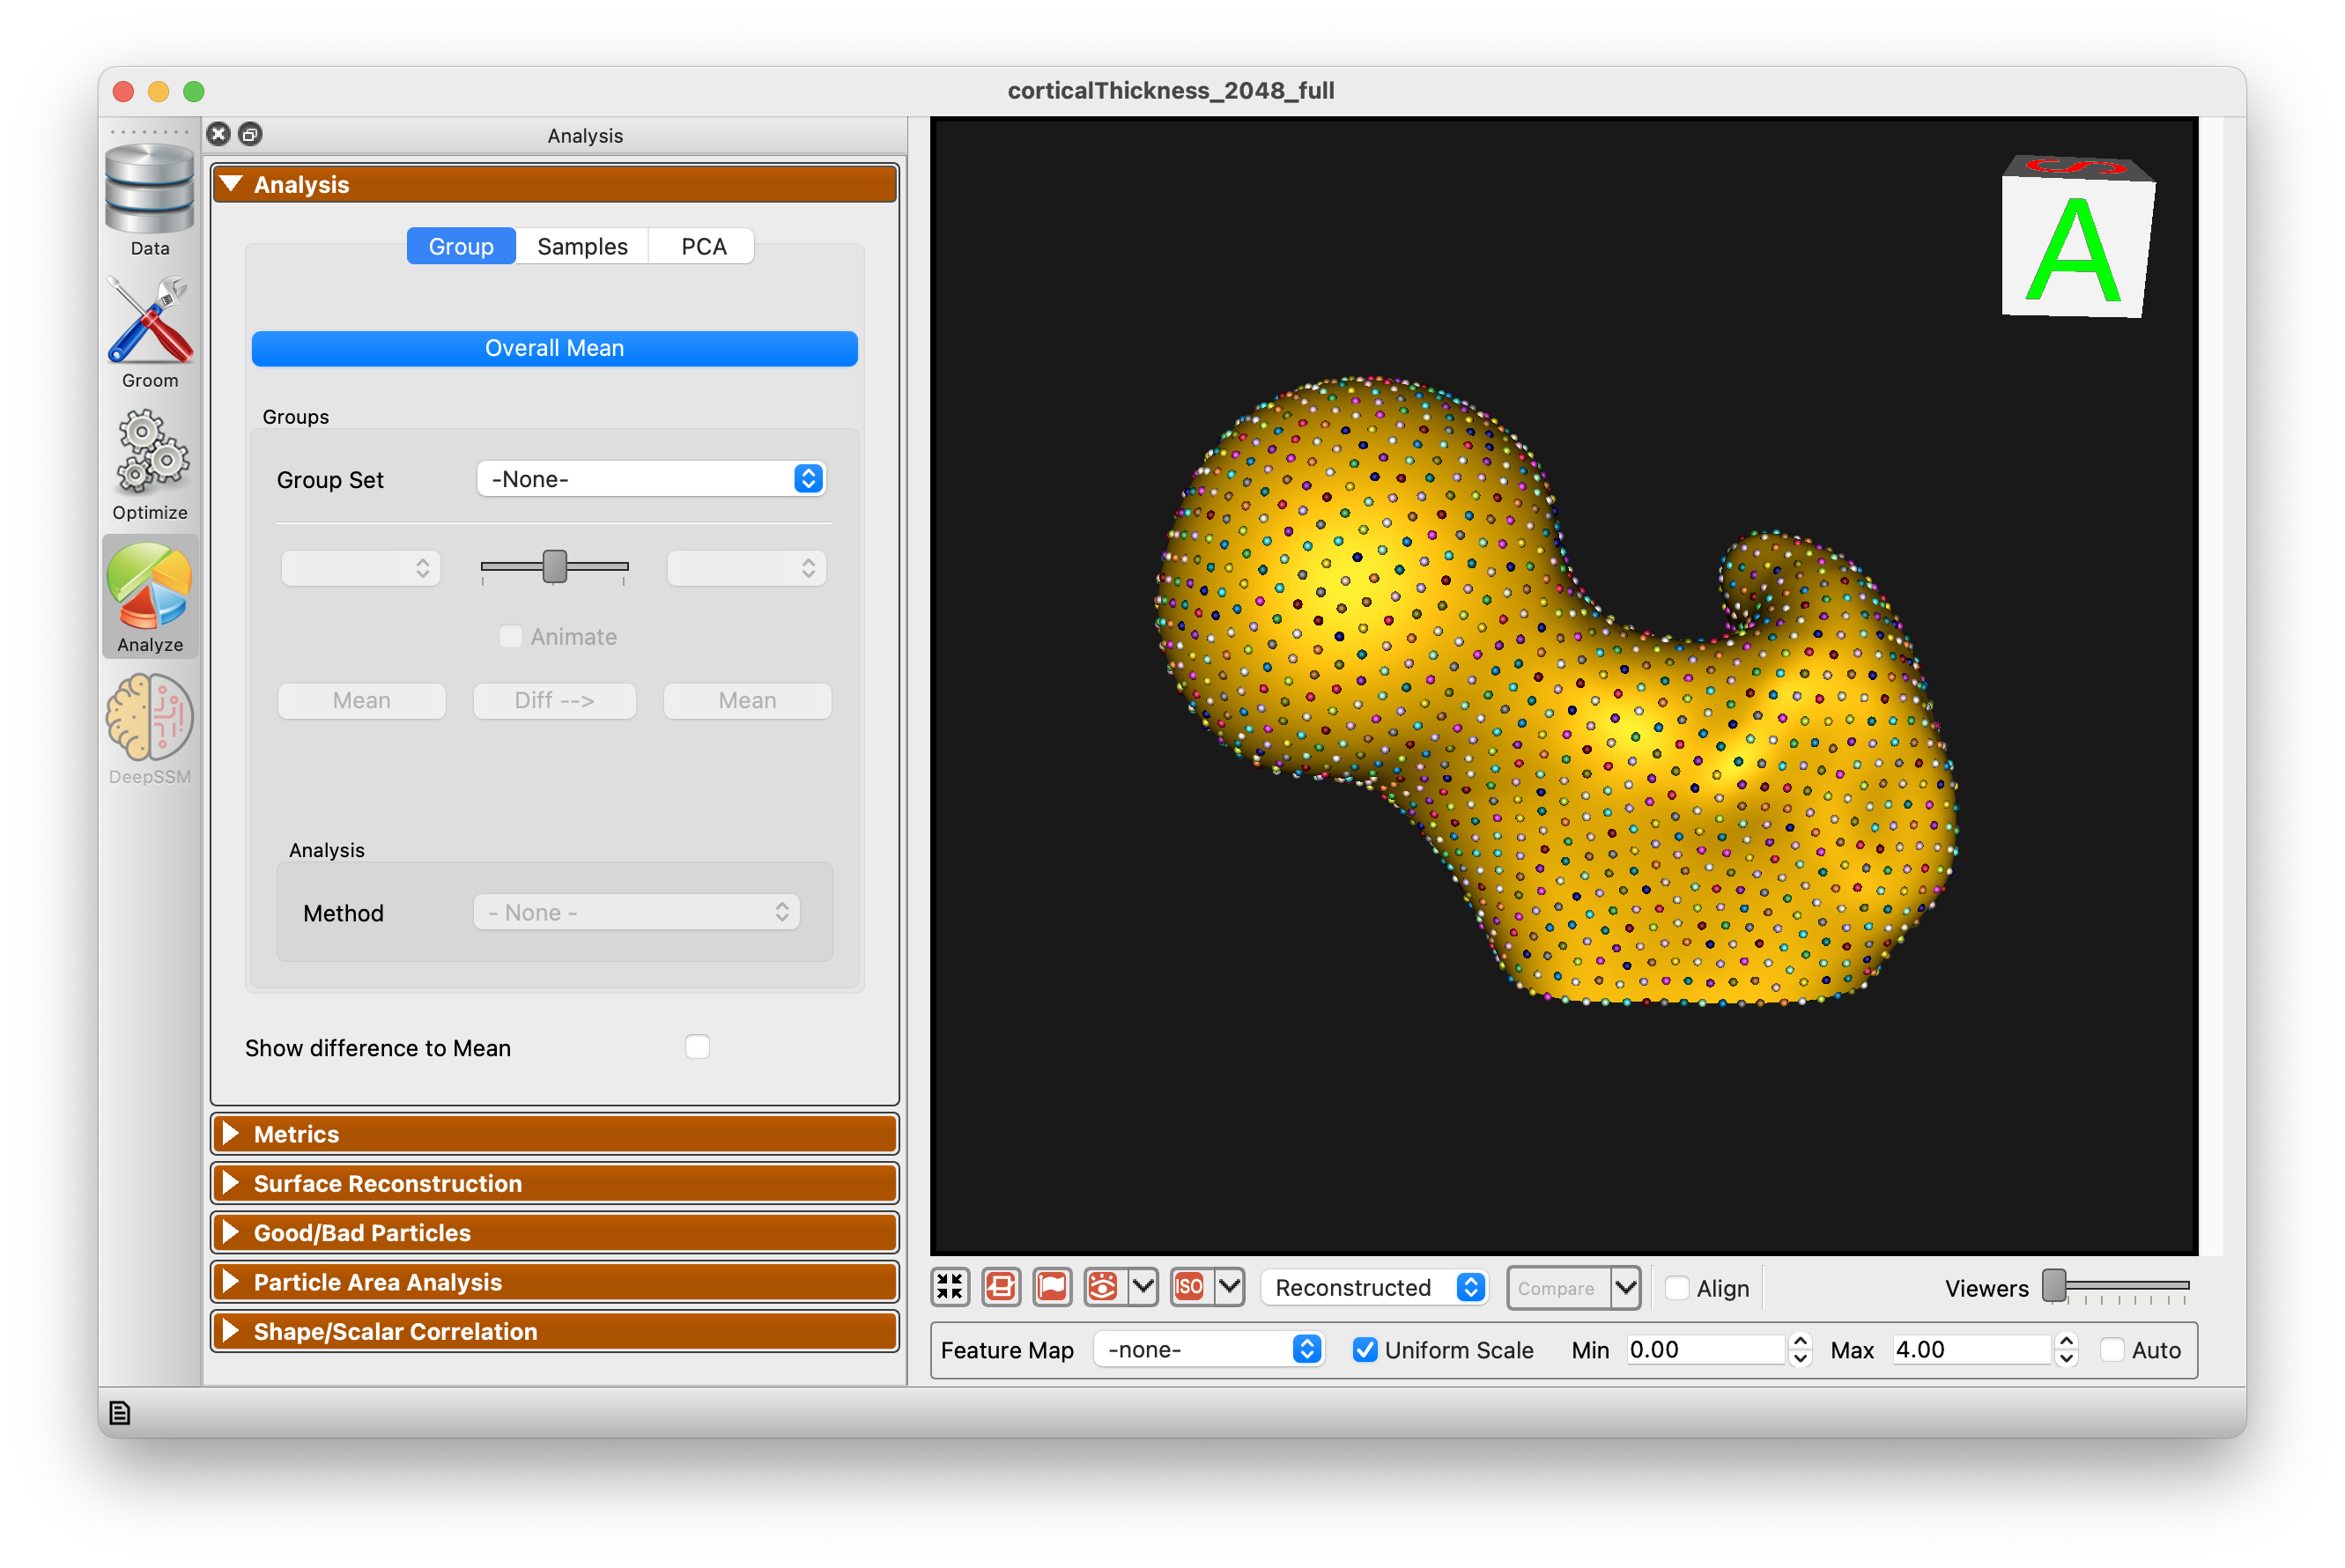 corticalThickness_2048_full
Analysis
Data
Groom
Optimize
Analyze
DeepSSM
Analysis
Group Samples PCA
Overall Mean
Groups
Group Set -None-
Animate
Mean Diff --> Mean
Analysis
Method - None -
Show difference to Mean
Metrics
Surface Reconstruction
Good/Bad Particles
Particle Area Analysis
Shape/Scalar Correlation
S
A
ISO Reconstructed Compare Align Viewers
Feature Map -none- Uniform Scale Min 0.00 Max 4.00 Auto